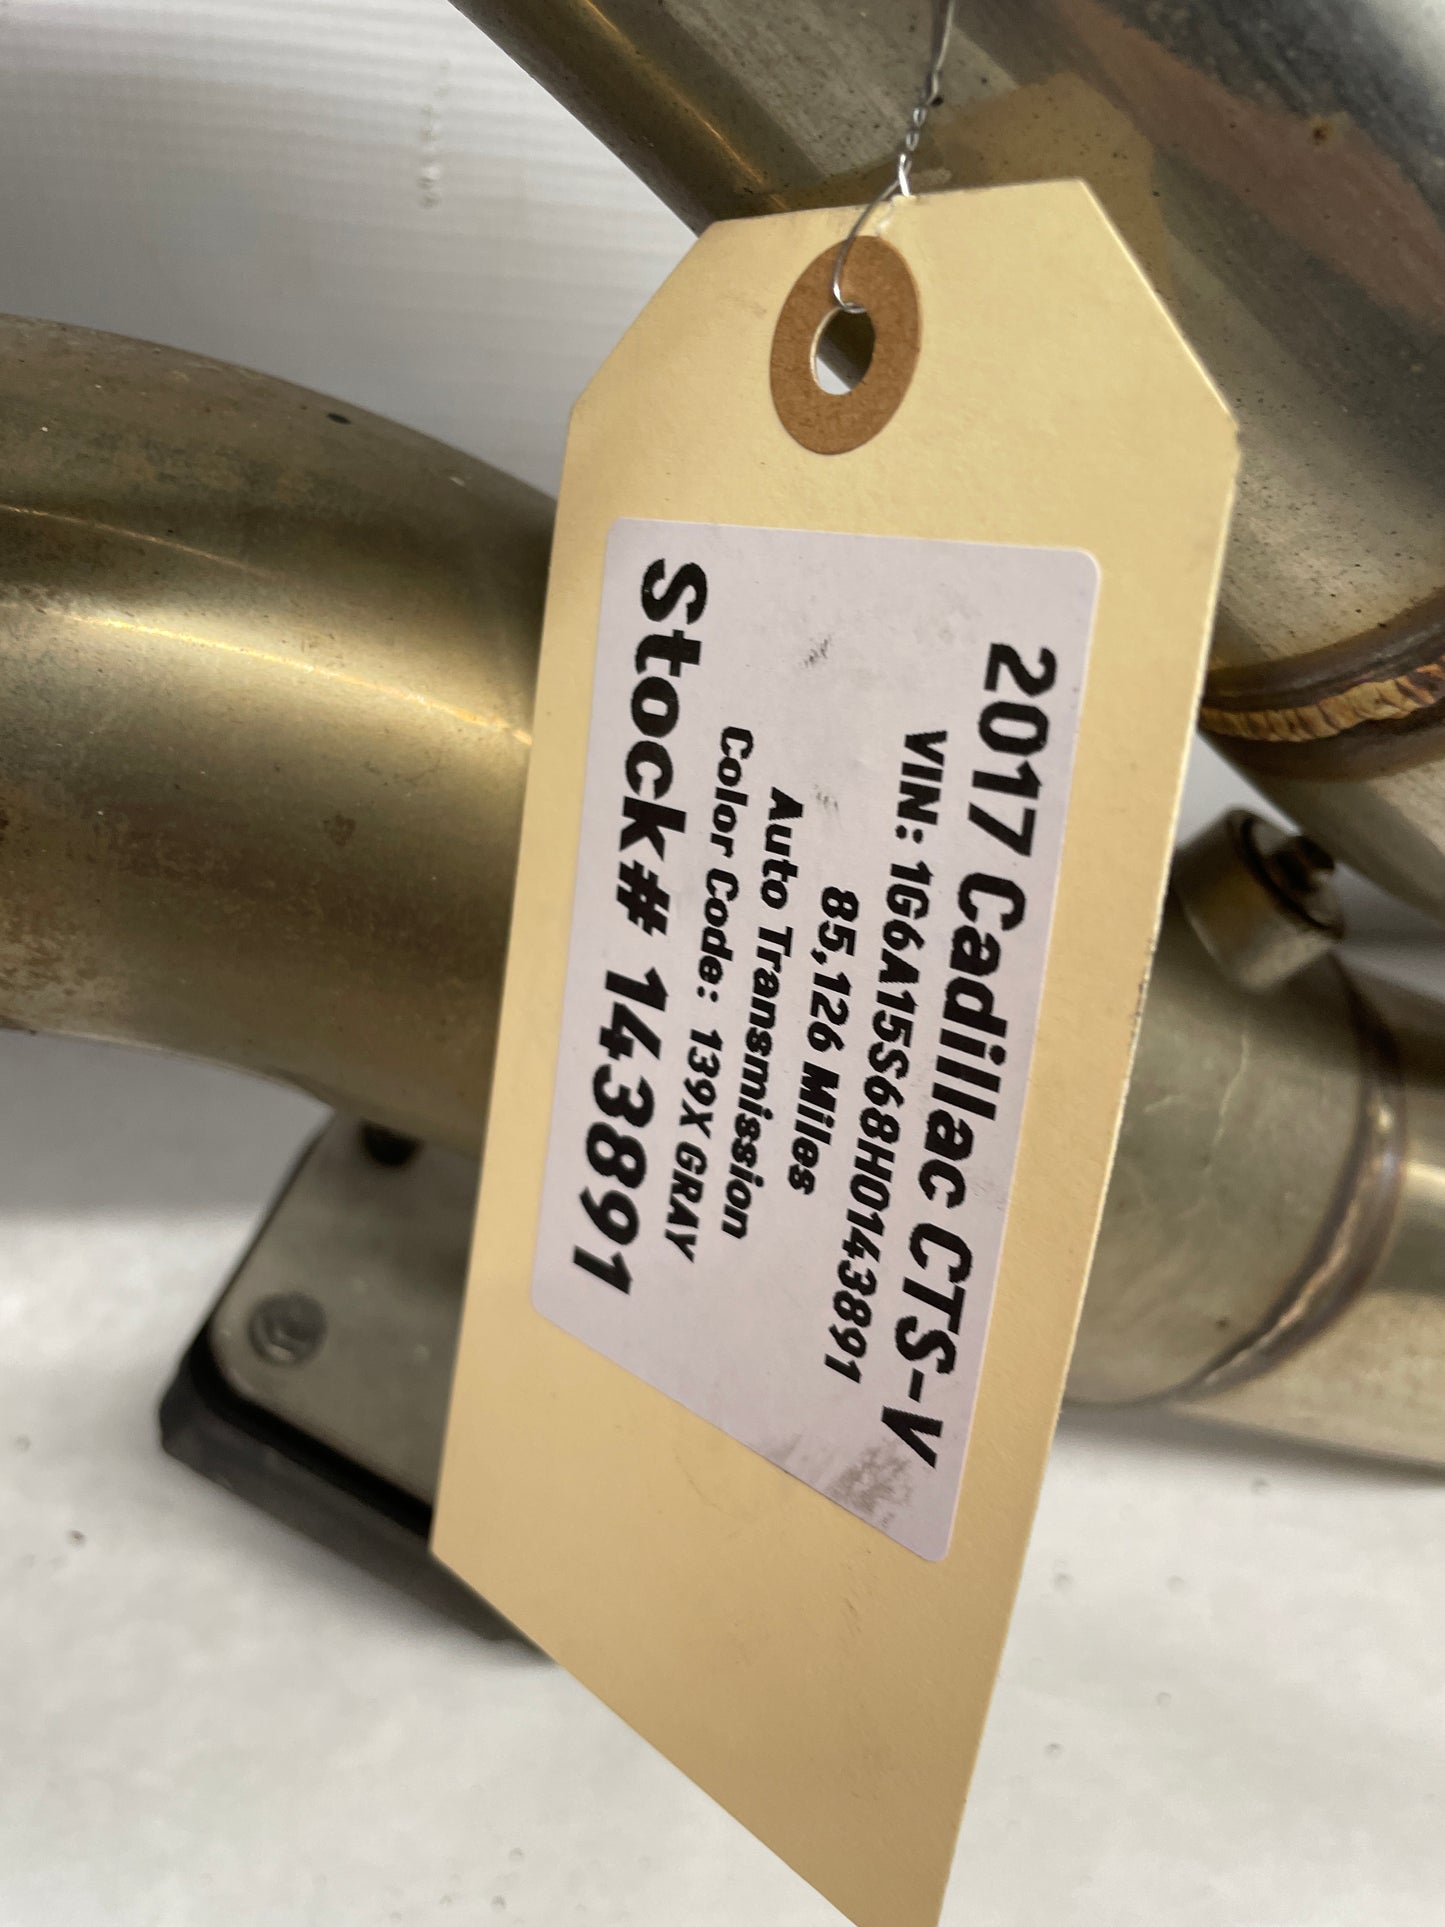 2017 Cadillac CTS-V
VIN: 1G6A15S68H0143891
85,126 Miles
Auto Transmission
Color Code: 139X GRAY
Stock# 143891